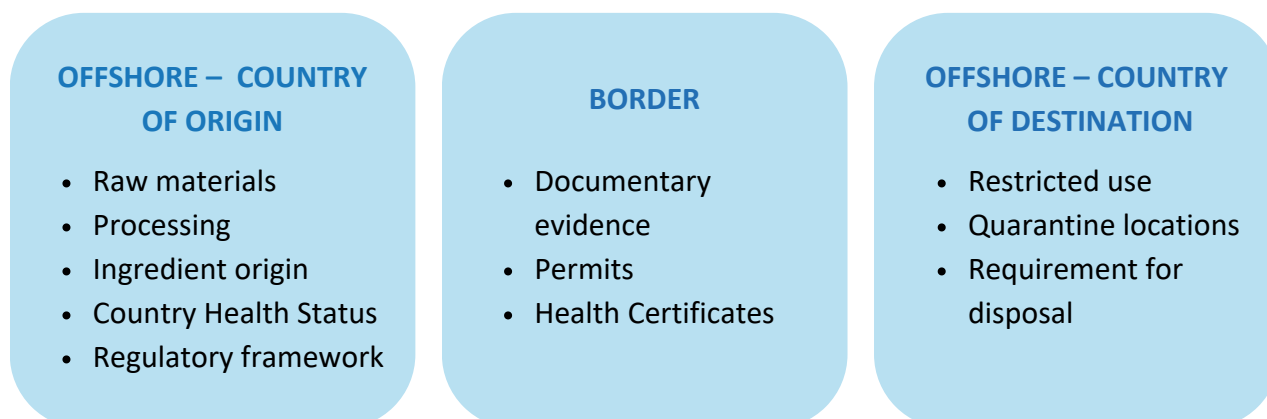 OFFSHORE – COUNTRY
OF ORIGIN
• Raw materials
• Processing
• Ingredient origin
• Country Health Status
• Regulatory framework
BORDER
• Documentary
evidence
• Permits
• Health Certificates
OFFSHORE – COUNTRY
OF DESTINATION
• Restricted use
• Quarantine locations
• Requirement for
disposal